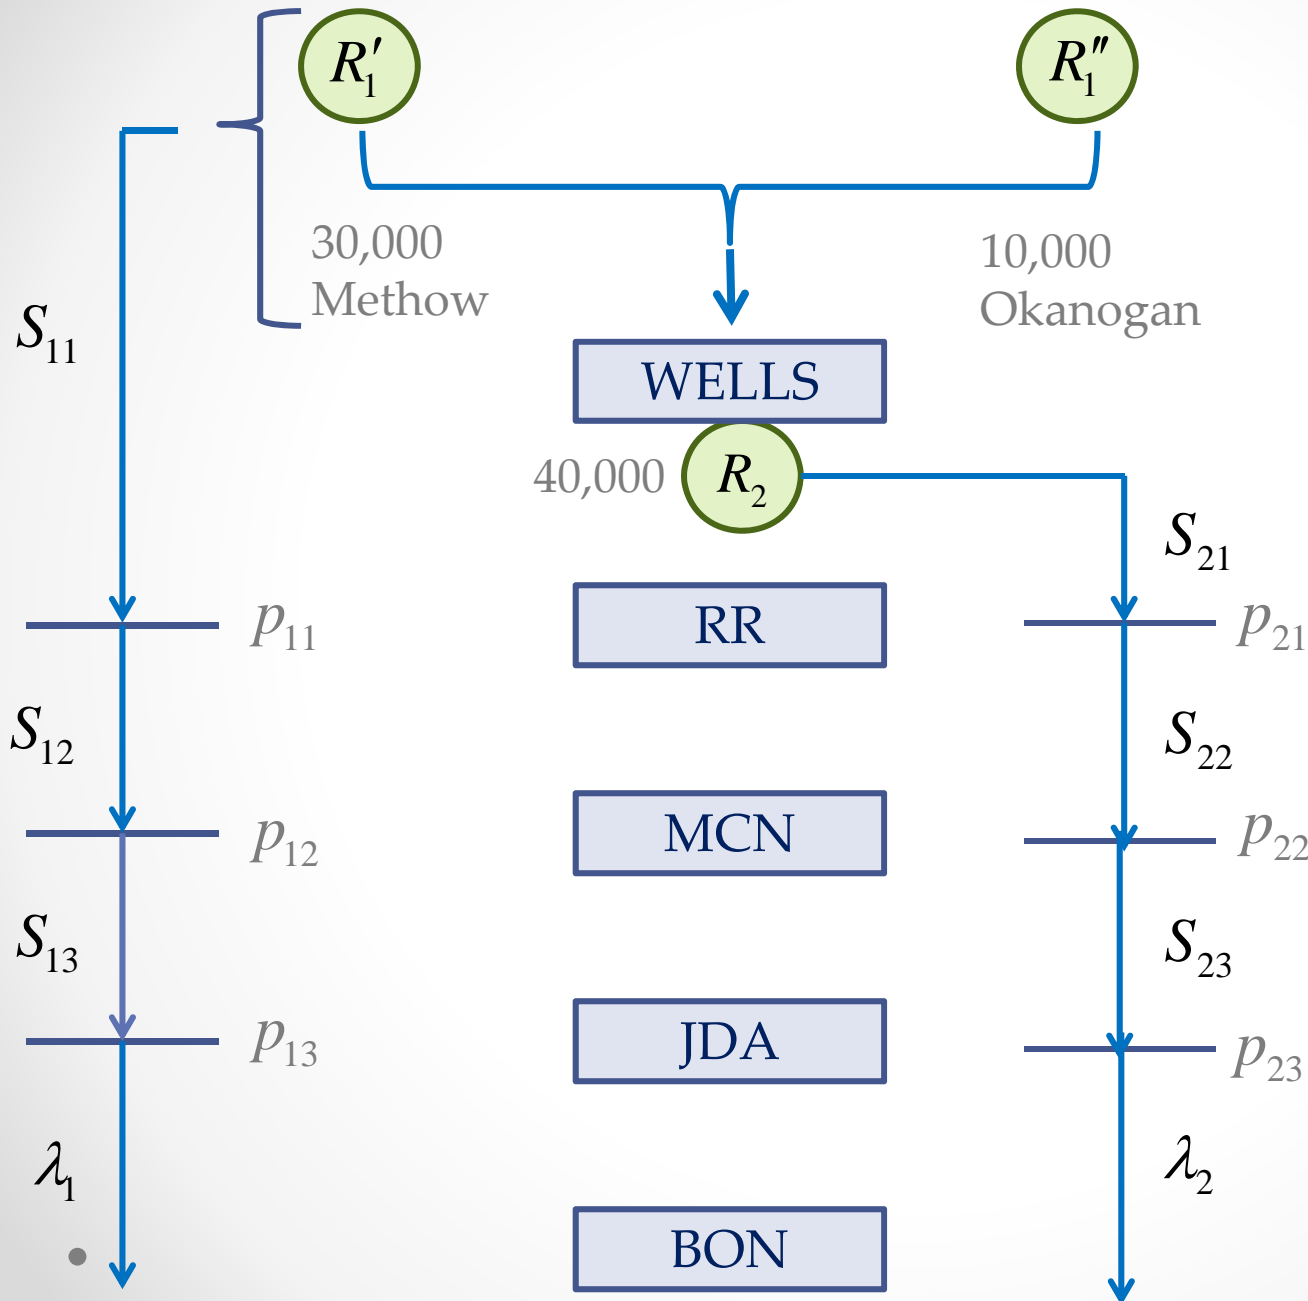 R′₁
R″₁
30,000
Methow
10,000
Okanogan
S₁₁
WELLS
40,000
R₂
S₂₁
p₁₁
RR
p₂₁
S₁₂
S₂₂
p₁₂
MCN
p₂₂
S₁₃
S₂₃
p₁₃
JDA
p₂₃
λ₁
λ₂
BON